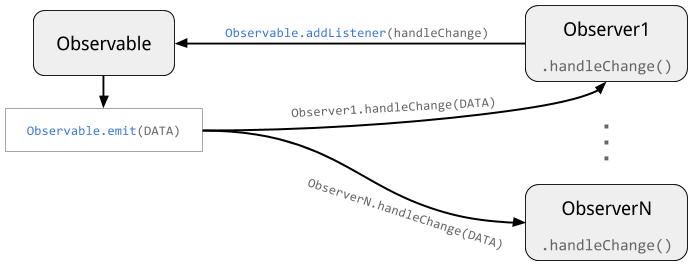 Observable
Observable.addListener(handleChange)
Observer1
.handleChange()
Observable.emit(DATA)
Observer1.handleChange(DATA)
ObserverN.handleChange(DATA)
ObserverN
.handleChange()